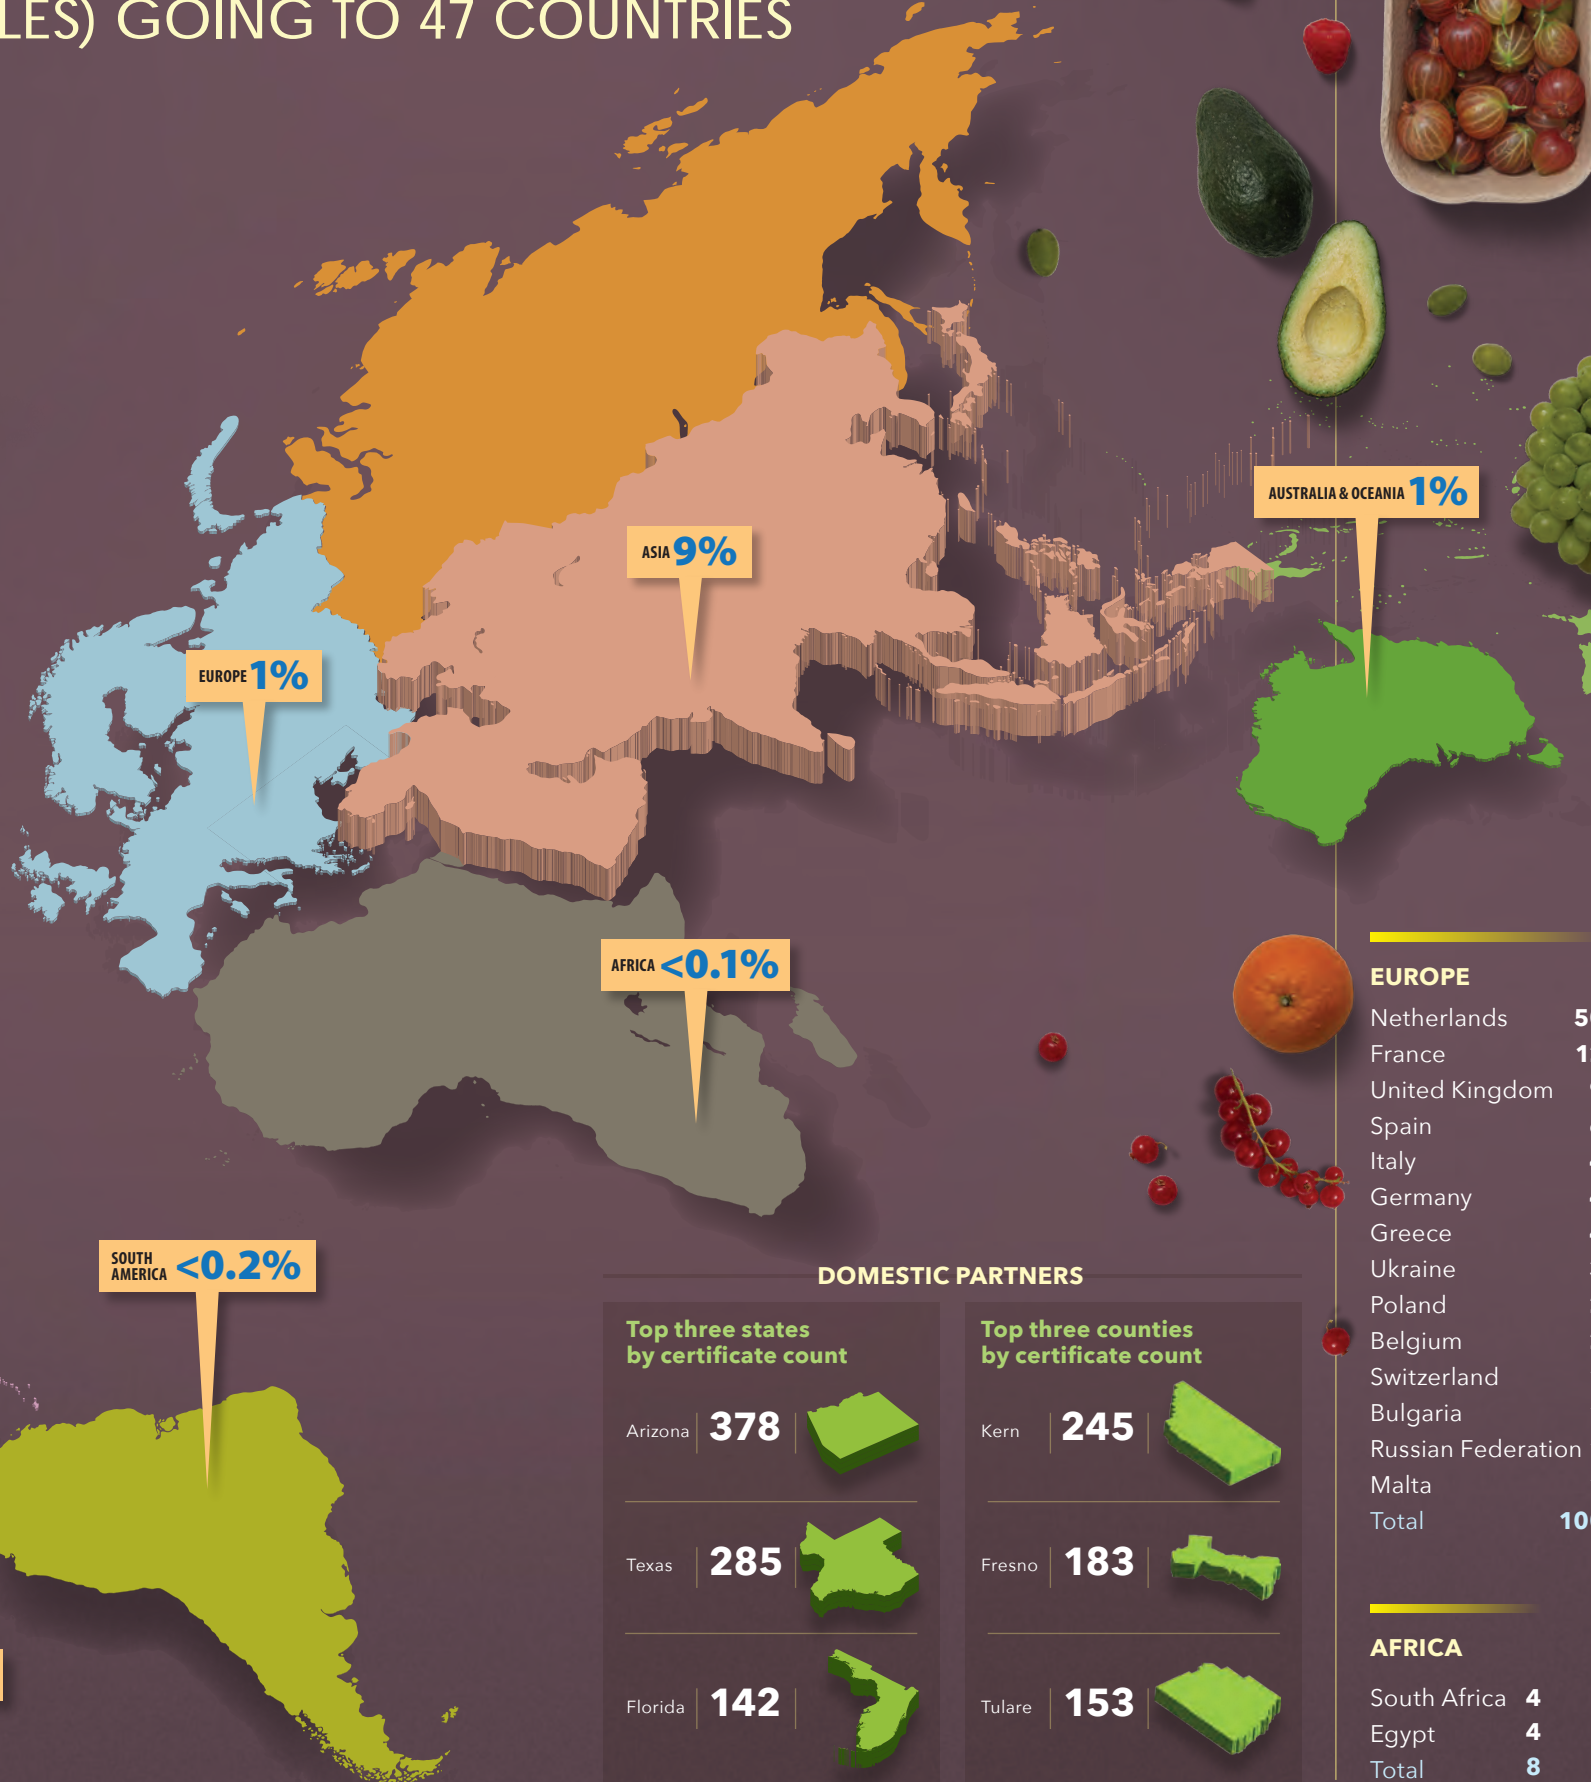 LES) GOING TO 47 COUNTRIES
AUSTRALIA & OCEANIA 1%
ASIA 9%
EUROPE 1%
AFRICA <0.1%
SOUTH
AMERICA <0.2%
DOMESTIC PARTNERS
Top three states
by certificate count
Arizona 378
Texas 285
Florida 142
Top three counties
by certificate count
Kern 245
Fresno 183
Tulare 153
EUROPE
Netherlands
France
United Kingdom
Spain
Italy
Germany
Greece
Ukraine
Poland
Belgium
Switzerland
Bulgaria
Russian Federation
Malta
Total
AFRICA
South Africa 4
Egypt 4
Total 8